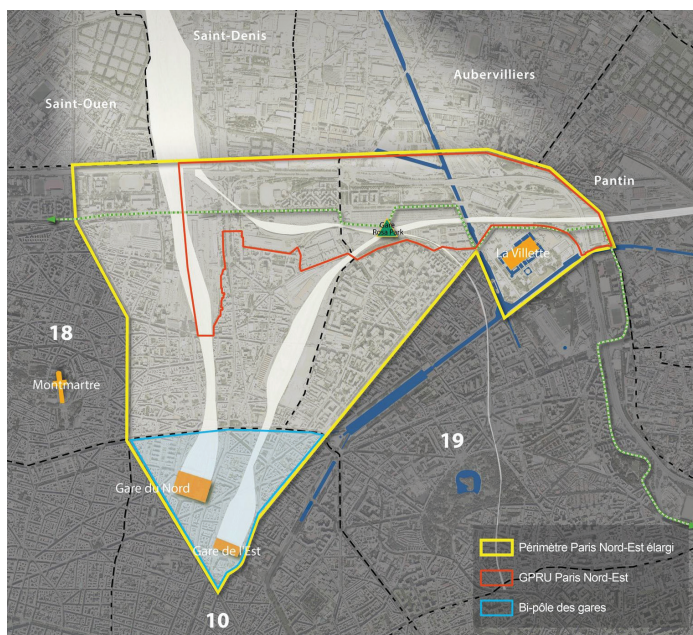 Saint-Denis
Aubervilliers
Saint-Ouen
Pantin
Gare
Rosa Park
La Villette
18
Montmartre
19
Gare du Nord
Gare de l'Est
10
Périmètre Paris Nord-Est élargi
GPRU Paris Nord-Est
Bi-pôle des gares